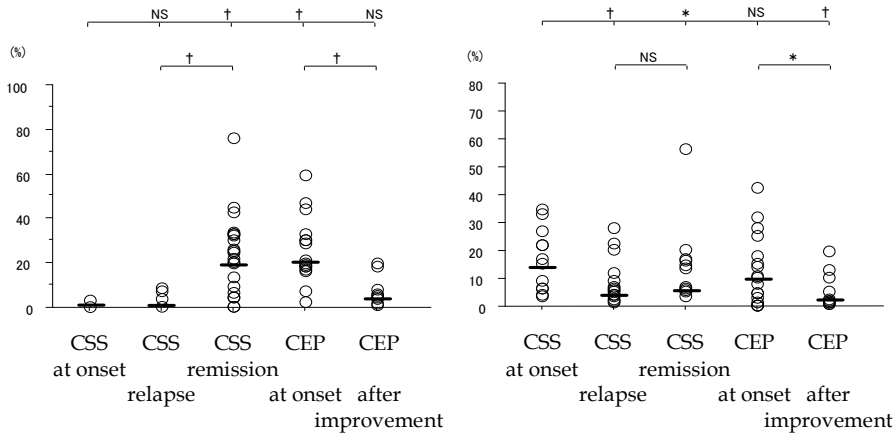 NS † † NS
(%)
† †
100
80
60
40
20
0
CSS CSS CSS CEP CEP
at onset remission
relapse at onset after
improvement
† * NS †
(%)
NS *
80
70
60
50
40
30
20
10
0
CSS CSS CSS CEP CEP
at onset remission
relapse at onset after
improvement